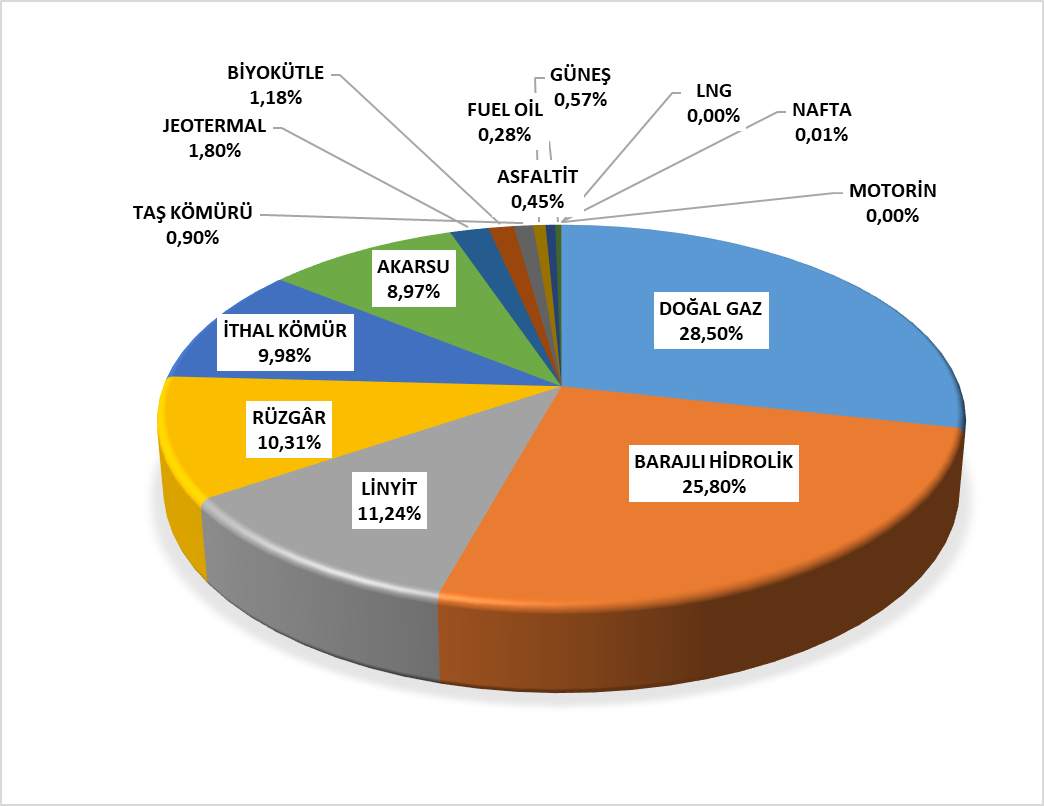 BİYOKÜTLE
1,18%
GÜNEŞ
0,57%
LNG
0,00%
FUEL OİL
0,28%
NAFTA
0,01%
JEOTERMAL
1,80%
ASFALTİT
0,45%
MOTORİN
0,00%
TAŞ KÖMÜRÜ
0,90%
AKARSU
8,97%
DOĞAL GAZ
28,50%
İTHAL KÖMÜR
9,98%
RÜZGÂR
10,31%
BARAJLI HİDROLİK
25,80%
LİNYİT
11,24%